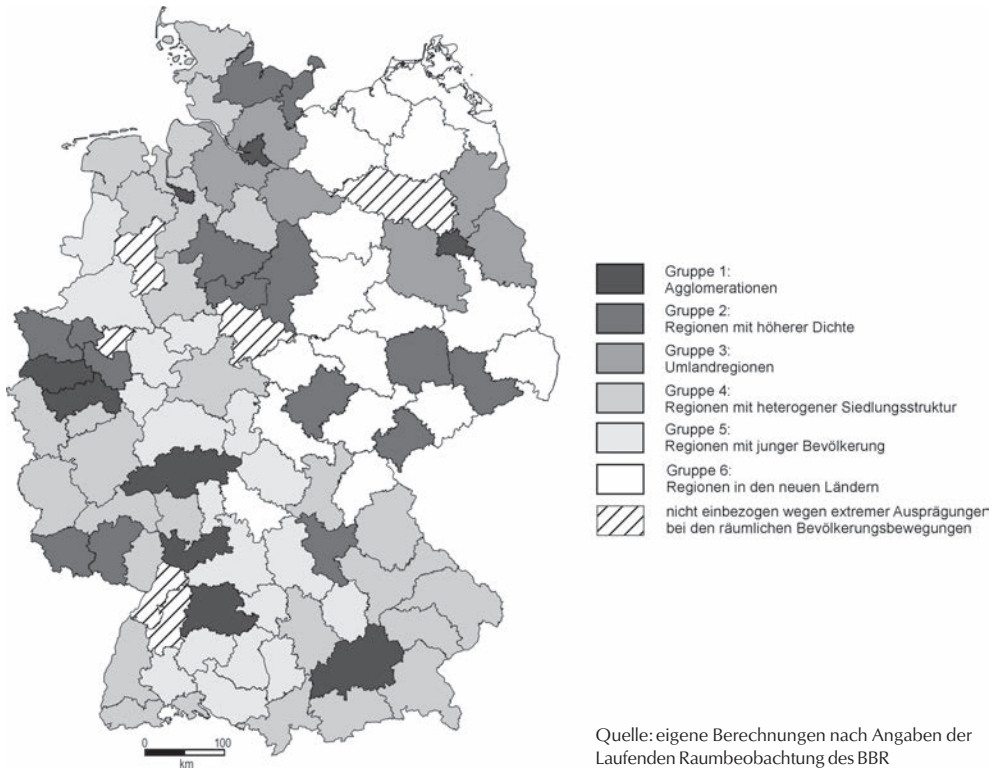 Gruppe 1:
Agglomerationen
Gruppe 2:
Regionen mit höherer Dichte
Gruppe 3:
Umlandregionen
Gruppe 4:
Regionen mit heterogener Siedlungsstruktur
Gruppe 5:
Regionen mit junger Bevölkerung
Gruppe 6:
Regionen in den neuen Ländern
nicht einbezogen wegen extremer Ausprägungen
bei den räumlichen Bevölkerungsbewegungen
0 100
km
Quelle: eigene Berechnungen nach Angaben der
Laufenden Raumbeobachtung des BBR